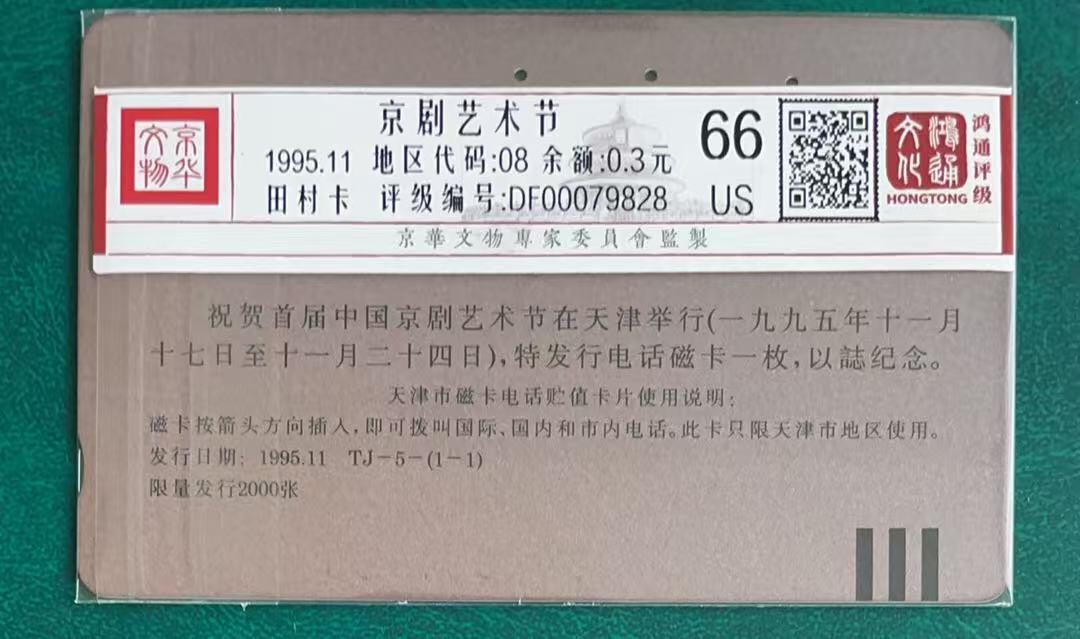 京华文物
京剧艺术节
1995.11 地区代码:08 余额:0.3元
田村卡 评级编号:DF00079828
66
US
鸿通文化
HONGTONG
鸿通评级
京華文物專家委員會監製
祝贺首届中国京剧艺术节在天津举行(一九九五年十一月
十七日至十一月二十四日),特发行电话磁卡一枚,以誌纪念。
天津市磁卡电话贮值卡片使用说明:
磁卡按箭头方向插入,即可拨叫国际、国内和市内电话。此卡只限天津市地区使用。
发行日期: 1995.11 TJ-5-(1-1)
限量发行2000张